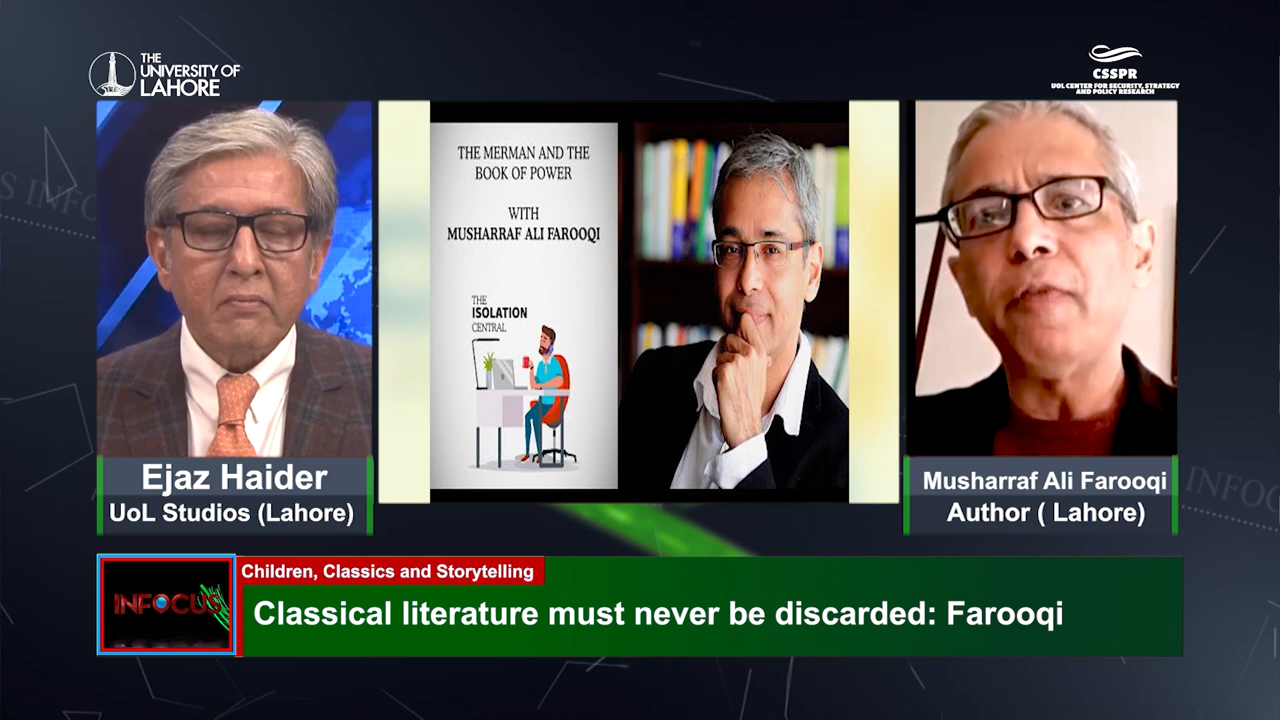 THE
UNIVERSITY OF
LAHORE
CSSPR
UOL CENTER FOR SECURITY, STRATEGY
AND POLICY RESEARCH
THE MERMAN AND THE
BOOK OF POWER
WITH
MUSHARRAF ALI FAROOQI
THE
ISOLATION
CENTRAL
Ejaz Haider
UoL Studios (Lahore)
Musharraf Ali Farooqi
Author ( Lahore)
S INFO
INFOC
INFOCUS
Children, Classics and Storytelling
Classical literature must never be discarded: Farooqi